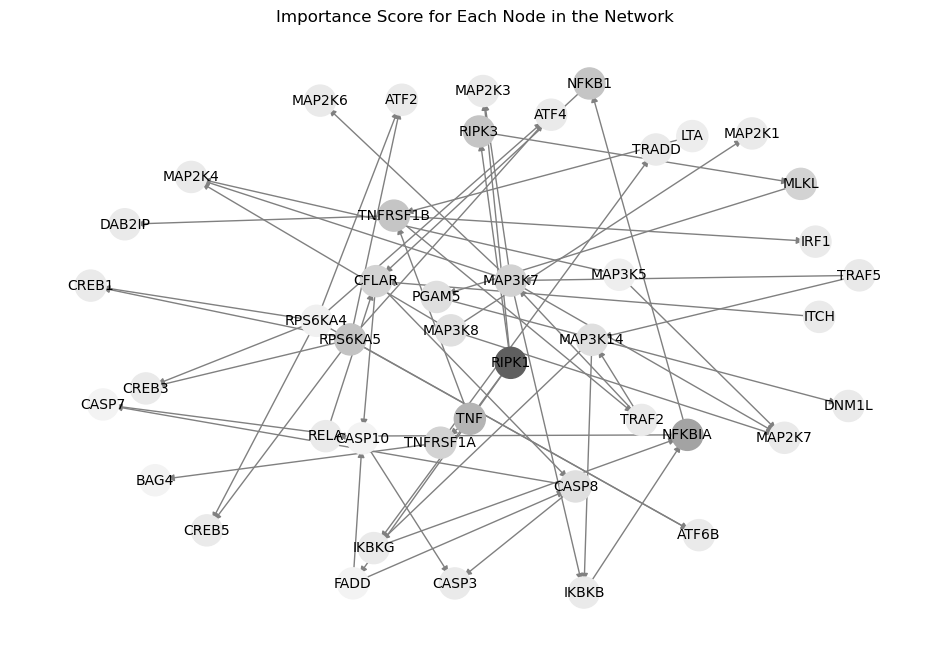 Importance Score for Each Node in the Network
NFKB1
MAP2K3
ATF2
MAP2K6
ATF4
RIPK3
LTA
MAP2K1
TRADD
MAP2K4
MLKL
TNFRSF1B
DAB2IP
IRF1
MAP3K5
TRAF5
CFLAR
MAP3K7
CREB1
PGAM5
ITCH
RPS6KA4
MAP3K8
RPS6KA5
MAP3K14
RIPK1
CREB3
CASP7
DNM1L
TNF
TRAF2
RELA
CASP10
NFKBIA
MAP2K7
TNFRSF1A
BAG4
CASP8
CREB5
ATF6B
IKBKG
FADD
CASP3
IKBKB